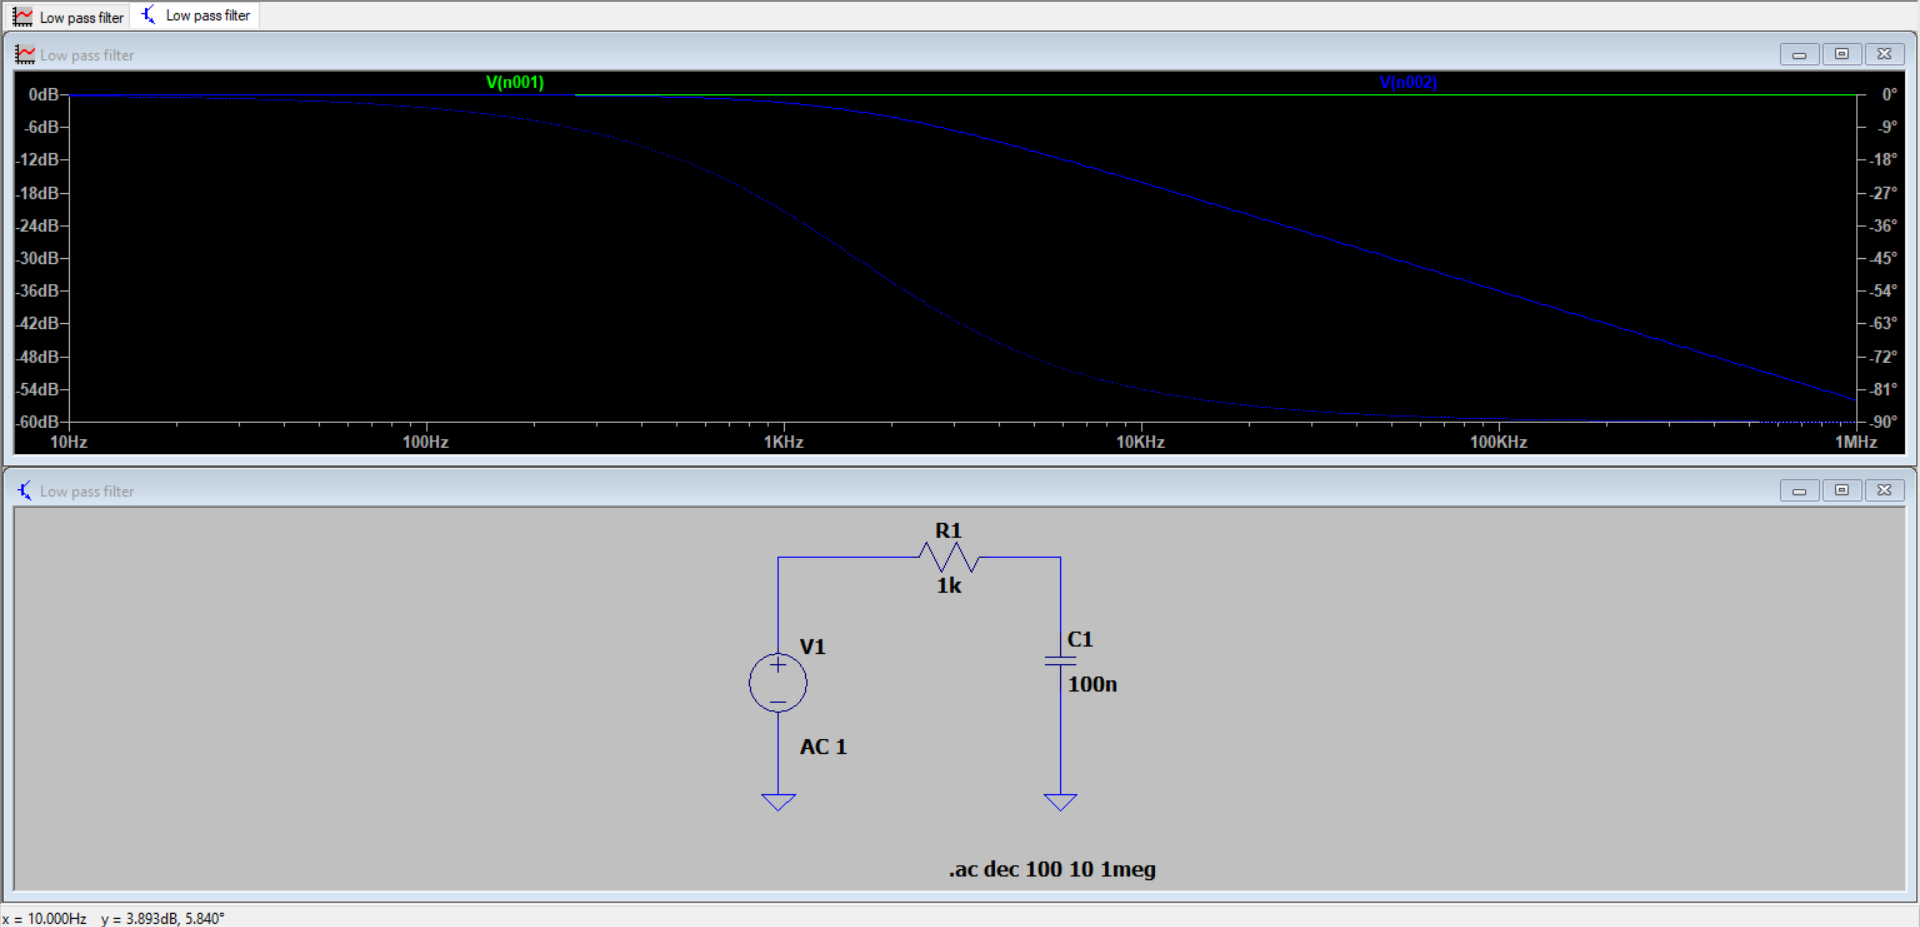 Low pass filter Low pass filter
Low pass filter
V(n001) V(n002)
0dB 0°
-6dB -9°
-12dB -18°
-18dB -27°
-24dB -36°
-30dB -45°
-36dB -54°
-42dB -63°
-48dB -72°
-54dB -81°
-60dB -90°
10Hz 100Hz 1KHz 10KHz 100KHz 1MHz
Low pass filter
R1
1k
V1
C1
100n
AC 1
.ac dec 100 10 1meg
x = 10.000Hz y = 3.893dB, 5.840°